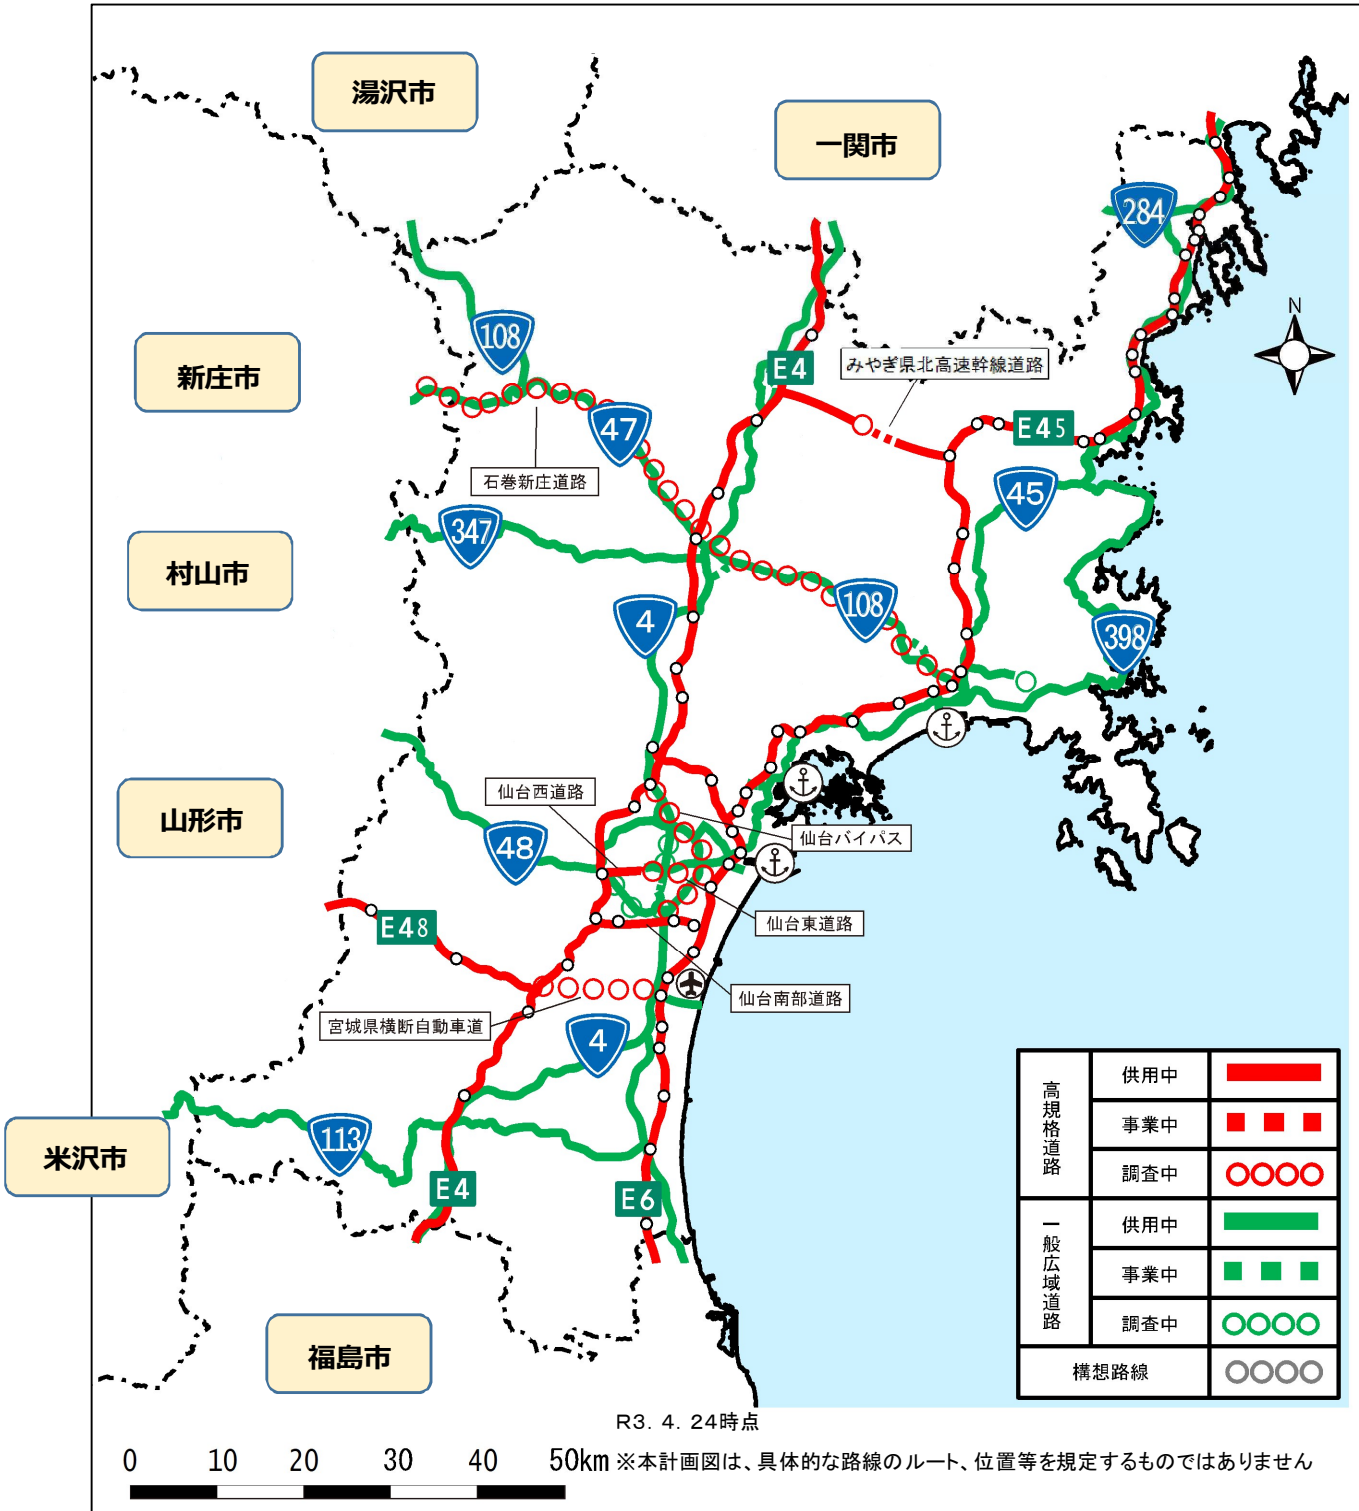 湯沢市
一関市
284
N
108
新庄市
E4
みやぎ県北高速幹線道路
47
E45
石巻新庄道路
45
347
村山市
108
4
398
仙台西道路
山形市
仙台バイパス
48
仙台東道路
E48
仙台南部道路
宮城県横断自動車道
4
高規格道路
供用中
事業中
調査中
113
米沢市
E4
E6
一般広域道路
供用中
事業中
調査中
福島市
構想路線
R3. 4. 24時点
0 10 20 30 40 50km ※本計画図は、具体的な路線のルート、位置等を規定するものではありません